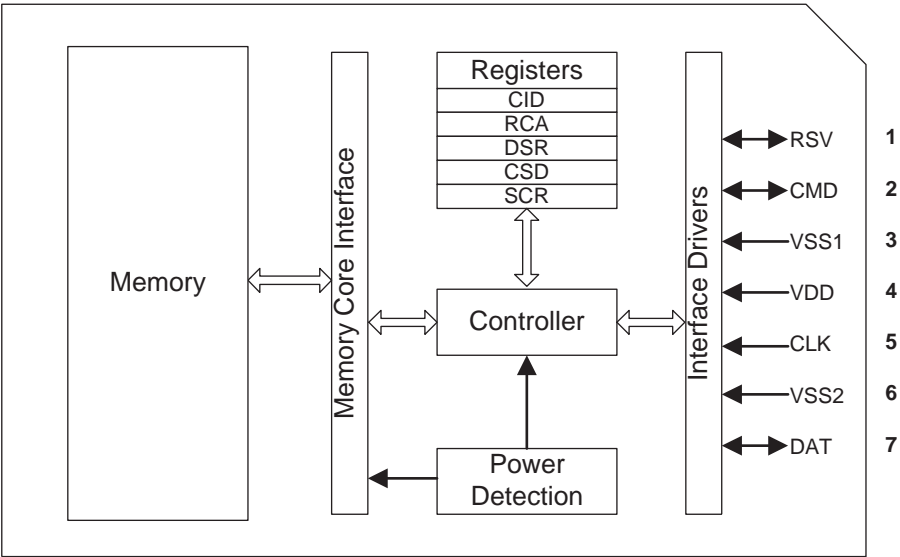 Memory
Memory Core Interface
Registers
CID
RCA
DSR
CSD
SCR
Controller
Power
Detection
Interface Drivers
RSV 1
CMD 2
VSS1 3
VDD 4
CLK 5
VSS2 6
DAT 7